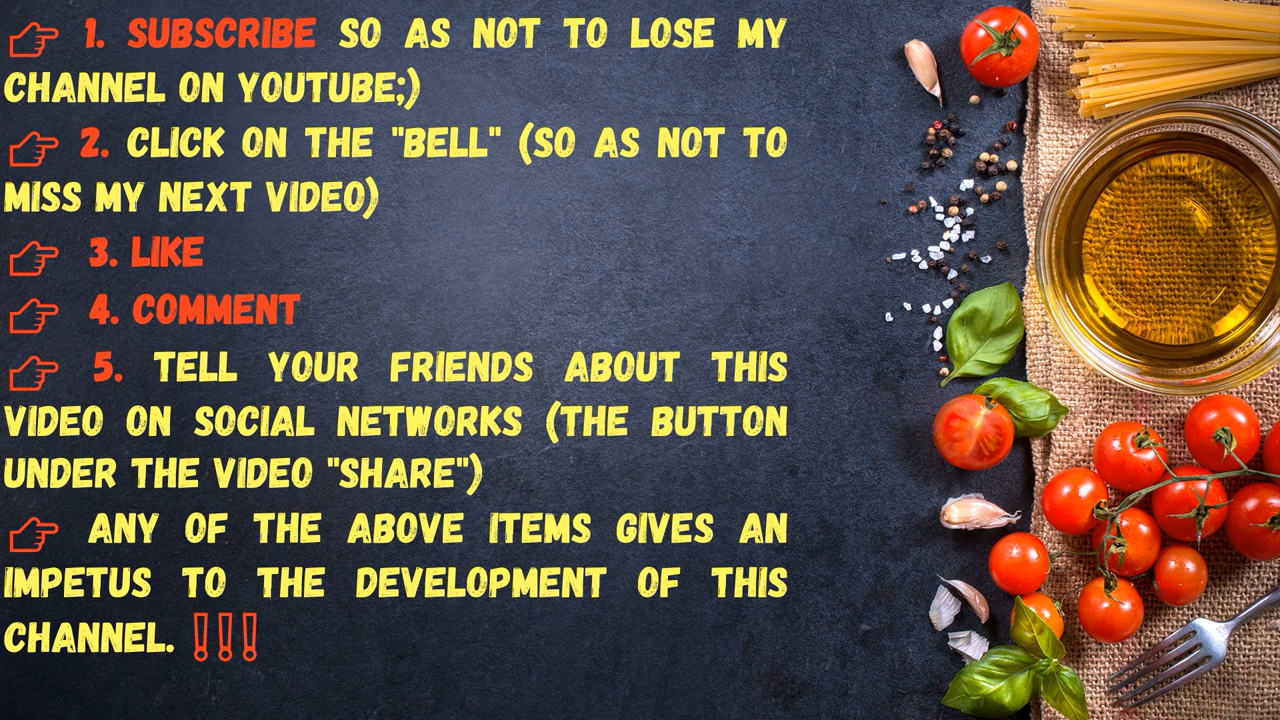 👉 1. SUBSCRIBE SO AS NOT TO LOSE MY
CHANNEL ON YOUTUBE;)
👉 2. CLICK ON THE "BELL" (SO AS NOT TO
MISS MY NEXT VIDEO)
👉 3. LIKE
👉 4. COMMENT
👉 5. TELL YOUR FRIENDS ABOUT THIS
VIDEO ON SOCIAL NETWORKS (THE BUTTON
UNDER THE VIDEO "SHARE")
👉 ANY OF THE ABOVE ITEMS GIVES AN
IMPETUS TO THE DEVELOPMENT OF THIS
CHANNEL. ❗❗❗